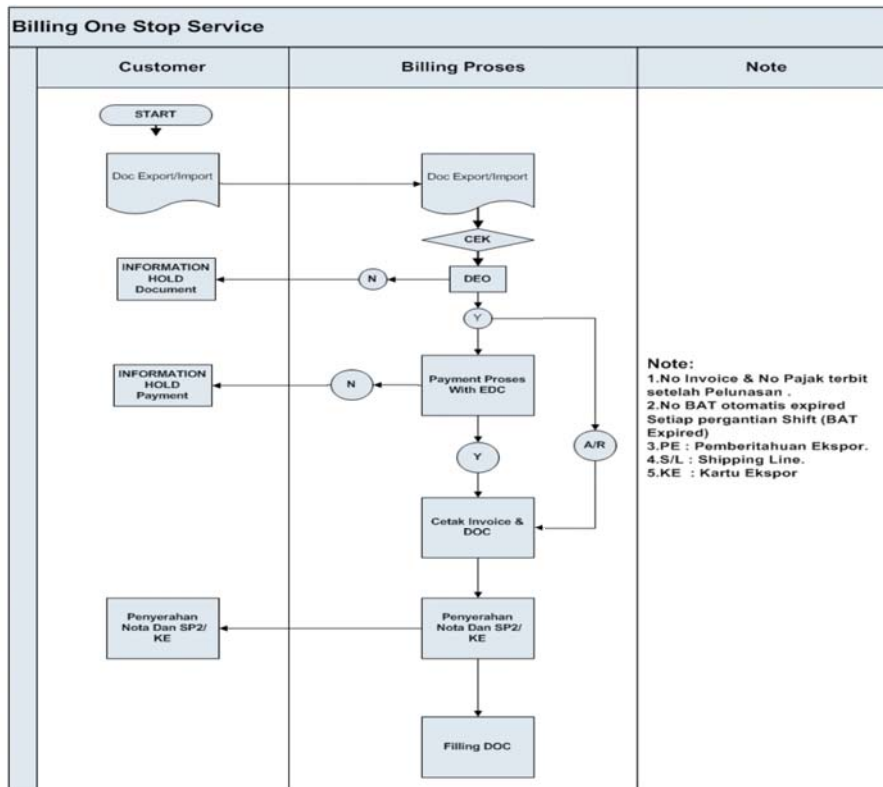 Billing One Stop Service
Customer
Billing Proses
Note
START
Doc Export/Import
Doc Export/Import
CEK
INFORMATION
HOLD
Document
N
DEO
Y
INFORMATION
HOLD
Payment
N
Payment Proses
With EDC
Y
A/R
Note:
1.No Invoice & No Pajak terbit
setelah Pelunasan .
2.No BAT otomatis expired
Setiap pergantian Shift (BAT
Expired)
3.PE : Pemberitahuan Ekspor.
4.S/L : Shipping Line.
5.KE : Kartu Ekspor
Cetak Invoice &
DOC
Penyerahan
Nota Dan SP2/
KE
Penyerahan
Nota Dan SP2/
KE
Filling DOC